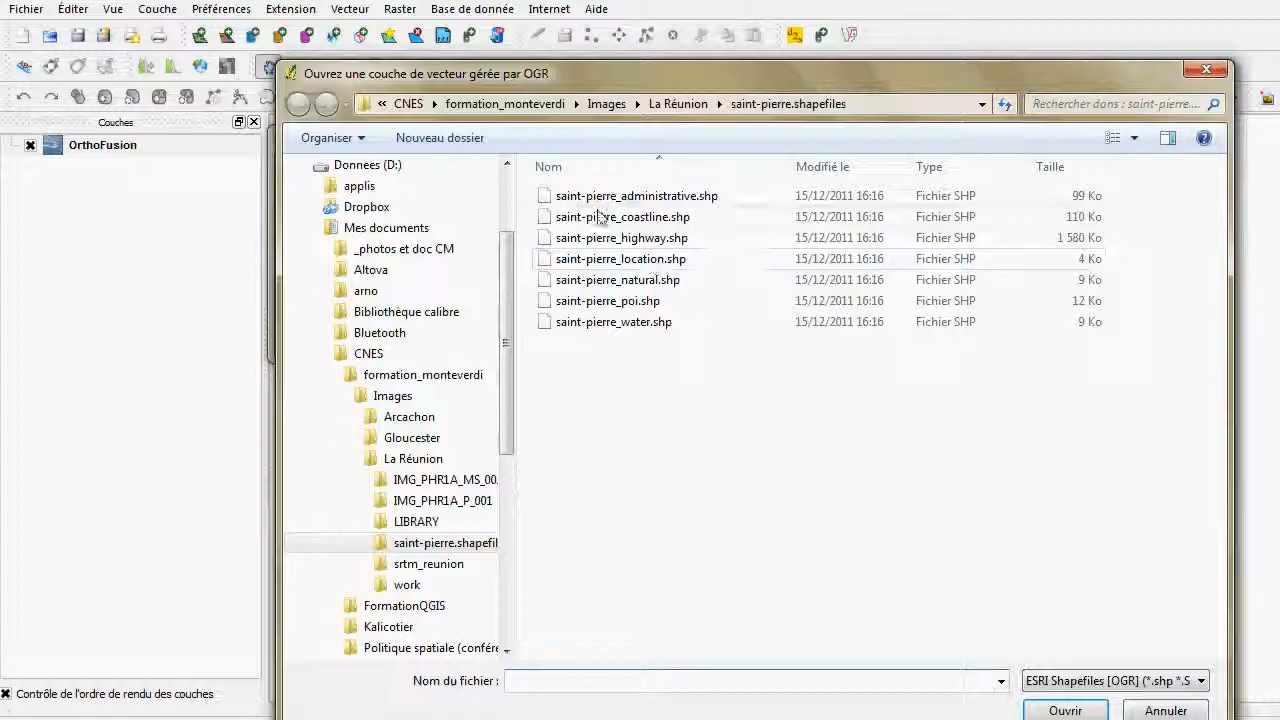 Fichier Éditer Vue Couche Préférences Extension Vecteur Raster Base de donnée Internet Aide
Ouvrez une couche de vecteur gérée par OGR
« CNES formation_monteverdi Images La Réunion saint-pierre.shapefiles
Rechercher dans : saint-pierre....
Organiser Nouveau dossier
Couches
OrthoFusion
Donnees (D:)
applis
Dropbox
Mes documents
_photos et doc CM
Altova
arno
Bibliothèque calibre
Bluetooth
CNES
formation_monteverdi
Images
Arcachon
Gloucester
La Réunion
IMG_PHR1A_MS_00
IMG_PHR1A_P_001
LIBRARY
saint-pierre.shapefil
srtm_reunion
work
FormationQGIS
Kalicotier
Politique spatiale (confére
Nom Modifié le Type Taille
saint-pierre_administrative.shp 15/12/2011 16:16 Fichier SHP 99 Ko
saint-pierre_coastline.shp 15/12/2011 16:16 Fichier SHP 110 Ko
saint-pierre_highway.shp 15/12/2011 16:16 Fichier SHP 1 580 Ko
saint-pierre_location.shp 15/12/2011 16:16 Fichier SHP 4 Ko
saint-pierre_natural.shp 15/12/2011 16:16 Fichier SHP 9 Ko
saint-pierre_poi.shp 15/12/2011 16:16 Fichier SHP 12 Ko
saint-pierre_water.shp 15/12/2011 16:16 Fichier SHP 9 Ko
Nom du fichier :
ESRI Shapefiles [OGR] (*.shp *.S
Contrôle de l'ordre de rendu des couches
Ouvrir Annuler